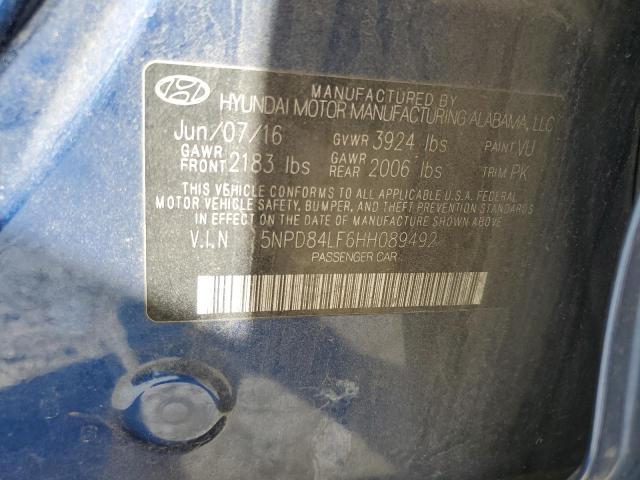 MANUFACTURED BY
HYUNDAI MOTOR MANUFACTURING ALABAMA, LLC
Jun/07/16 GVWR 3924 lbs PAINT VU
GAWR FRONT 2183 lbs GAWR REAR 2006 lbs TRIM PK
THIS VEHICLE CONFORMS TO ALL APPLICABLE U.S.A. FEDERAL
MOTOR VEHICLE SAFETY, BUMPER, AND THEFT PREVENTION STANDARDS
IN EFFECT ON THE DATE OF MANUFACTURE SHOWN ABOVE
V.I.N 5NPD84LF6HH089492
PASSENGER CAR